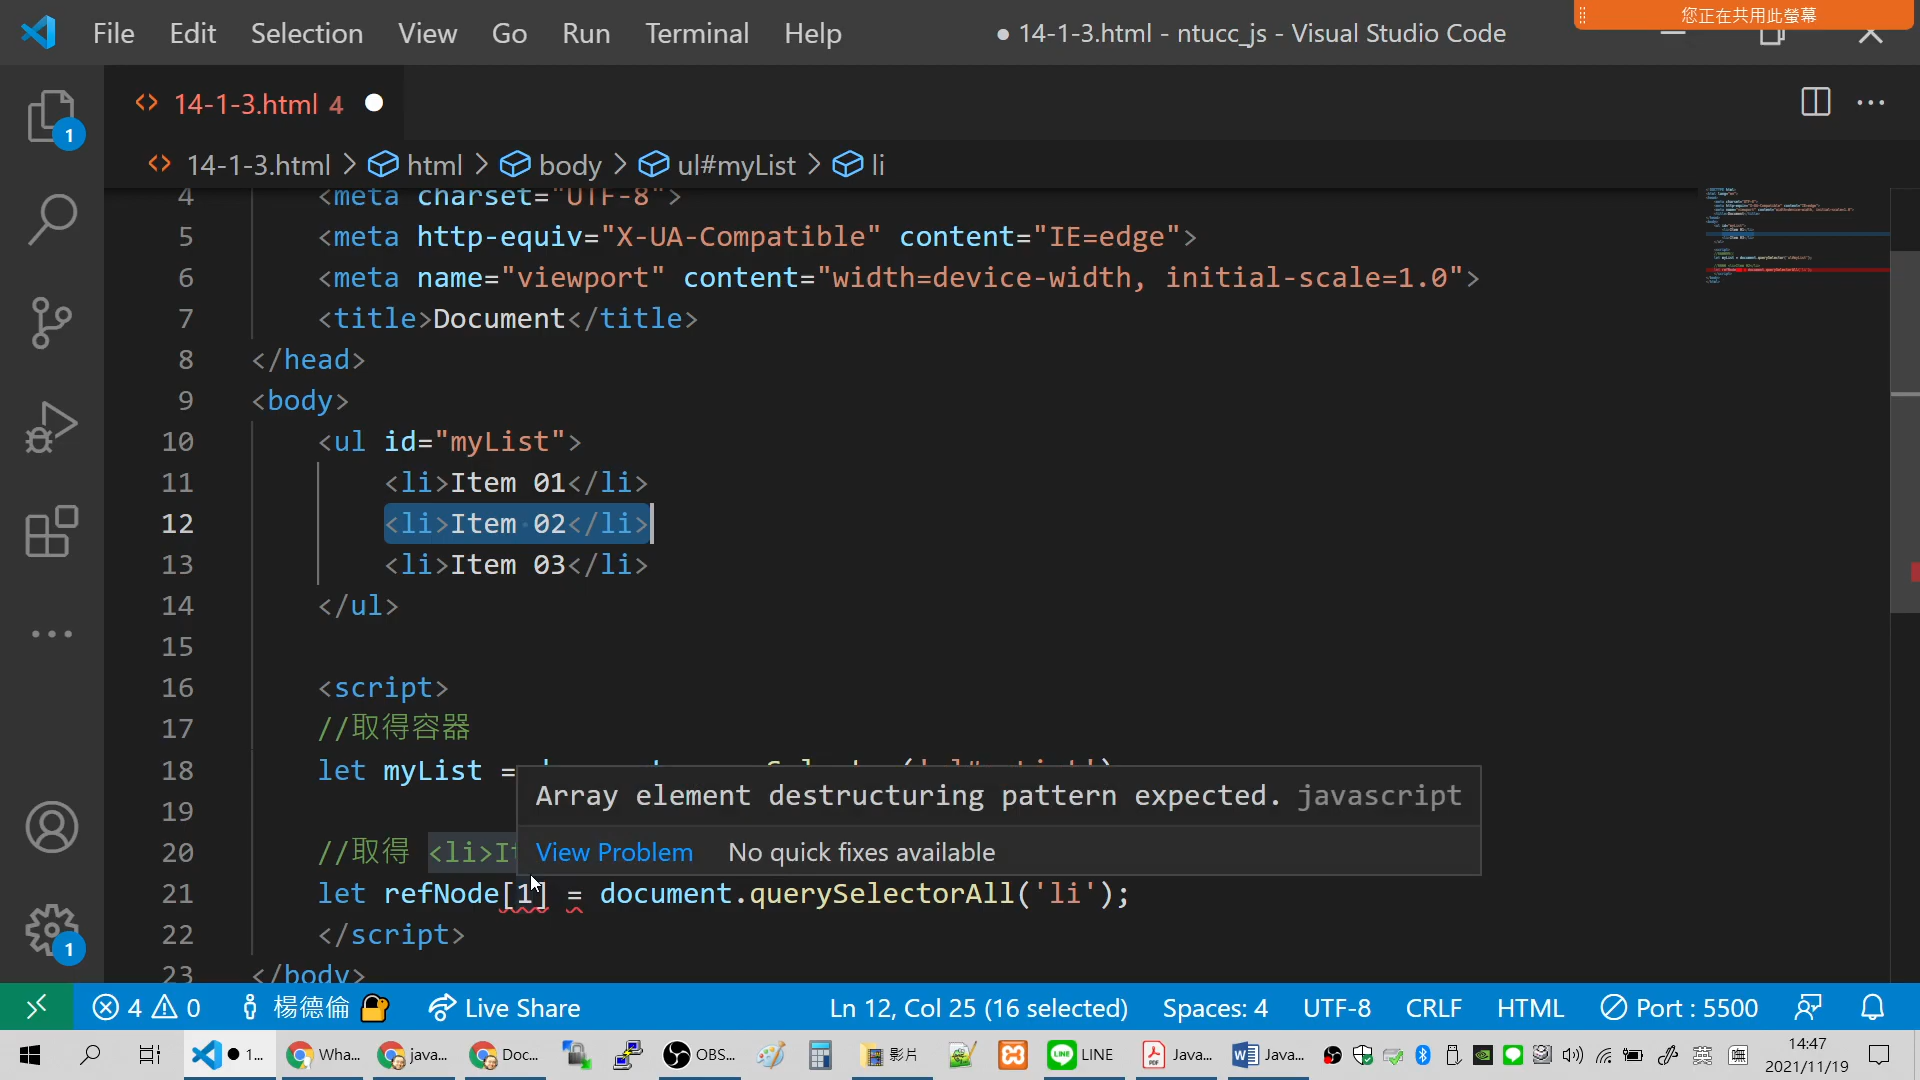 File Edit Selection View Go Run Terminal Help
● 14-1-3.html - ntucc_js - Visual Studio Code
您正在共用此螢幕
14-1-3.html 4
14-1-3.html > html > body > ul#myList > li
4 <meta charset="UTF-8">
5 <meta http-equiv="X-UA-Compatible" content="IE=edge">
6 <meta name="viewport" content="width=device-width, initial-scale=1.0">
7 <title>Document</title>
8 </head>
9 <body>
10 <ul id="myList">
11 <li>Item 01</li>
12 <li>Item 02</li>
13 <li>Item 03</li>
14 </ul>
15
16 <script>
17 //取得容器
18 let myList =
Array element destructuring pattern expected. javascript
19
View Problem No quick fixes available
20 //取得 <li>It
21 let refNode[1] = document.querySelectorAll('li');
22 </script>
23 </body>
1
1
4 0 楊德倫 Live Share
Ln 12, Col 25 (16 selected) Spaces: 4 UTF-8 CRLF HTML Port : 5500
● 1... Wha... java... Doc... OBS... 影片 LINE Java... Java... 英
14:47
2021/11/19